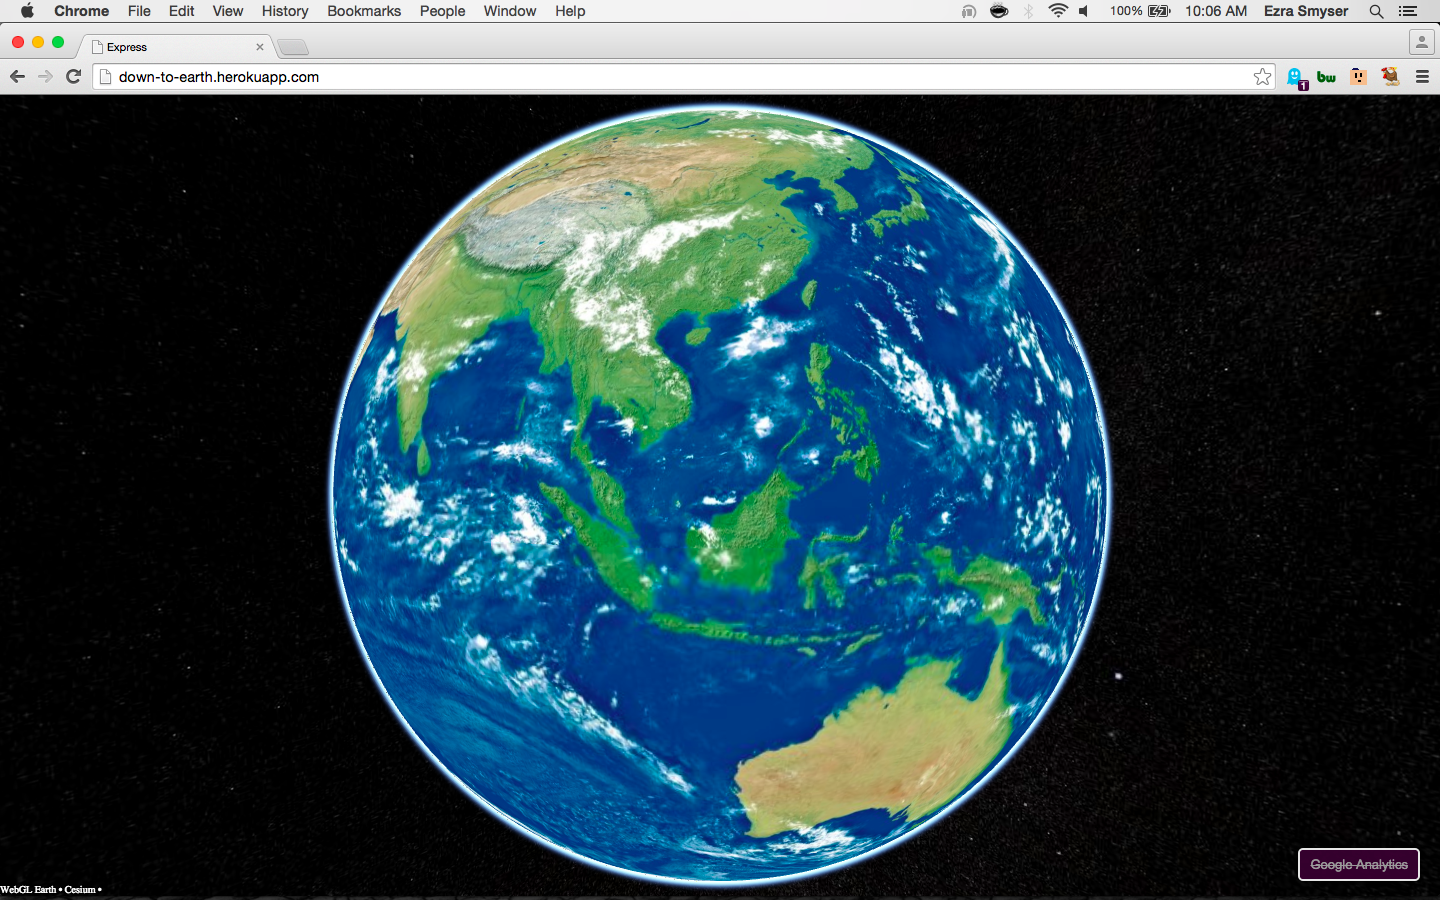 Chrome File Edit View History Bookmarks People Window Help 100% 10:06 AM Ezra Smyser
Express
down-to-earth.herokuapp.com
1 bw
Google Analytics
WebGL Earth • Cesium •